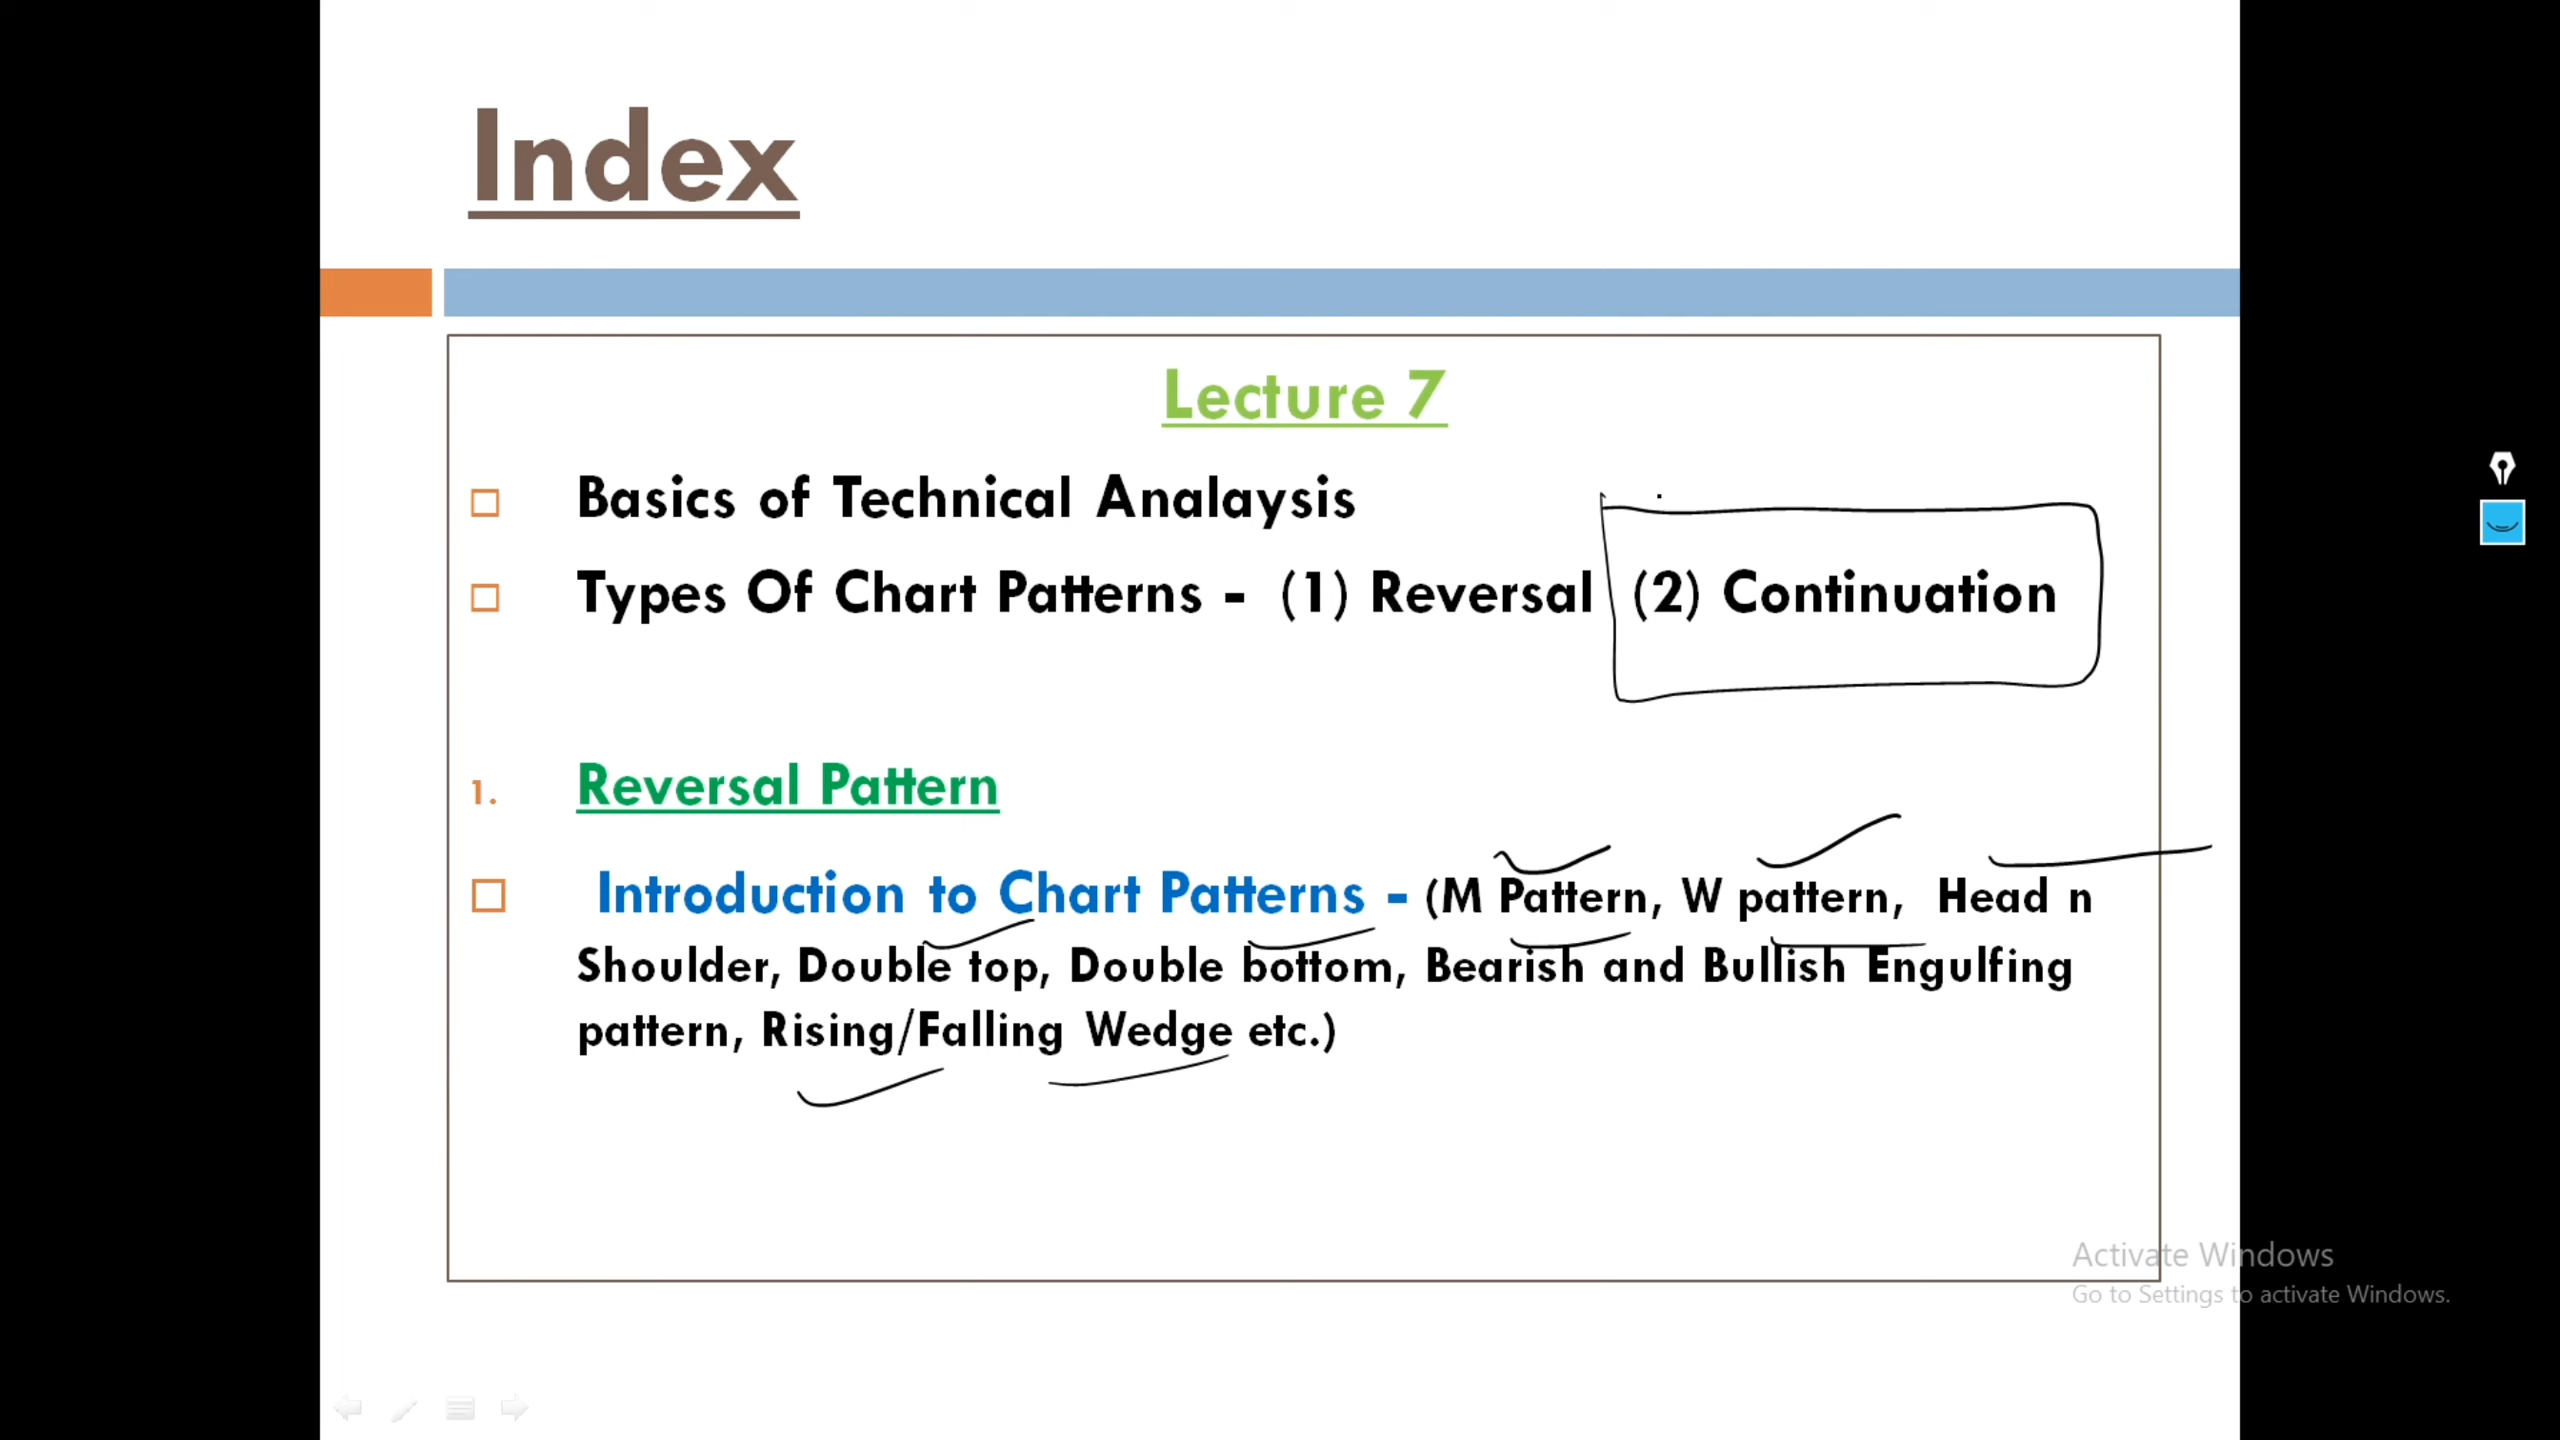 Index
Lecture 7
Basics of Technical Analaysis
Types Of Chart Patterns - (1) Reversal (2) Continuation
1. Reversal Pattern
Introduction to Chart Patterns - (M Pattern, W pattern, Head n
Shoulder, Double top, Double bottom, Bearish and Bullish Engulfing
pattern, Rising/Falling Wedge etc.)
Activate Windows
Go to Settings to activate Windows.